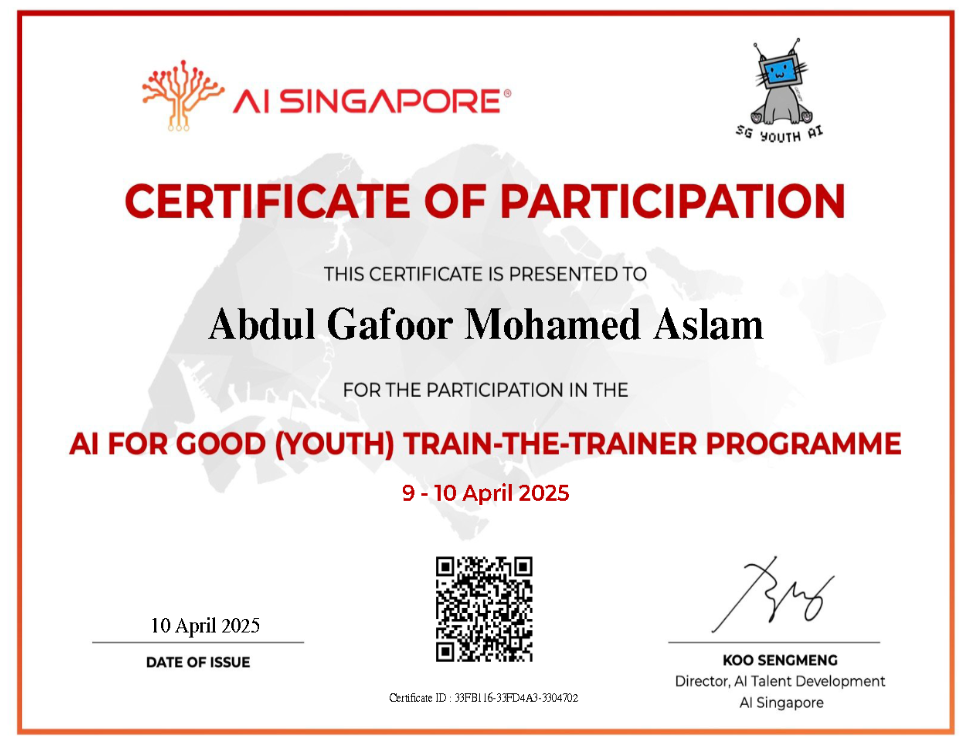 AI SINGAPORE®
SG YOUTH AI
CERTIFICATE OF PARTICIPATION
THIS CERTIFICATE IS PRESENTED TO
Abdul Gafoor Mohamed Aslam
FOR THE PARTICIPATION IN THE
AI FOR GOOD (YOUTH) TRAIN-THE-TRAINER PROGRAMME
9 - 10 April 2025
10 April 2025
DATE OF ISSUE
KOO SENGMENG
Director, AI Talent Development
AI Singapore
Certificate ID : 33FB116-33FD4A3-3304702